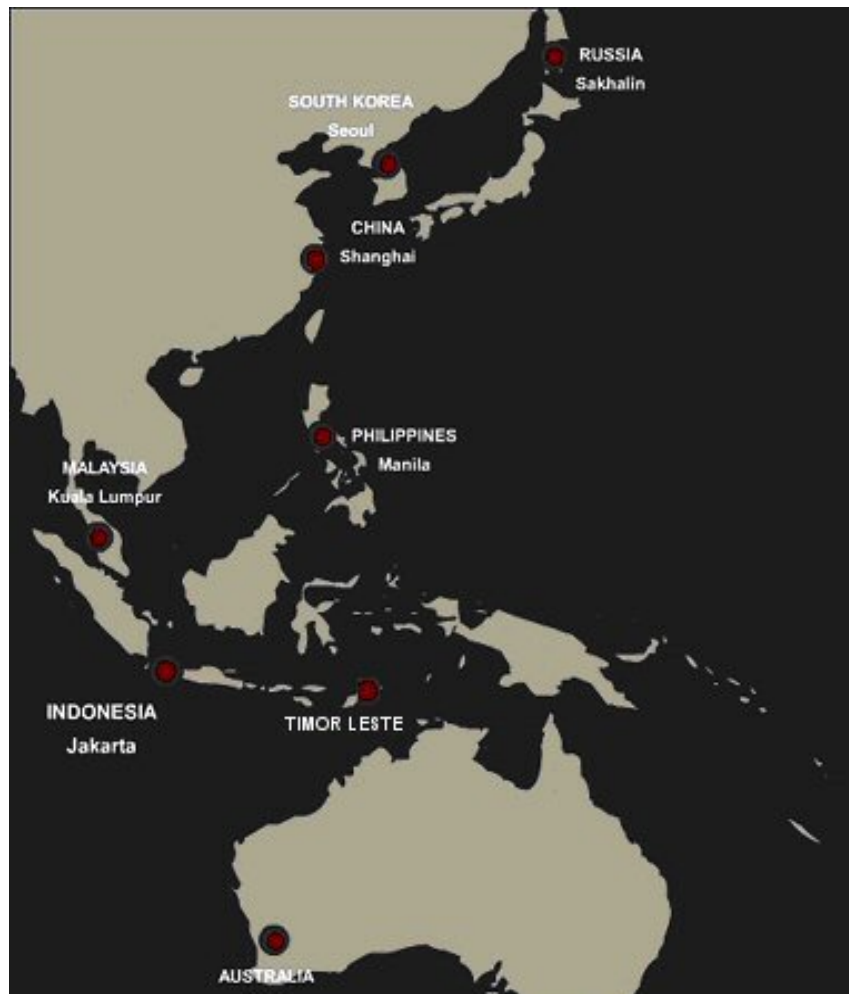 RUSSIA
Sakhalin
SOUTH KOREA
Seoul
CHINA
Shanghai
PHILIPPINES
Manila
MALAYSIA
Kuala Lumpur
INDONESIA
Jakarta
TIMOR LESTE
AUSTRALIA